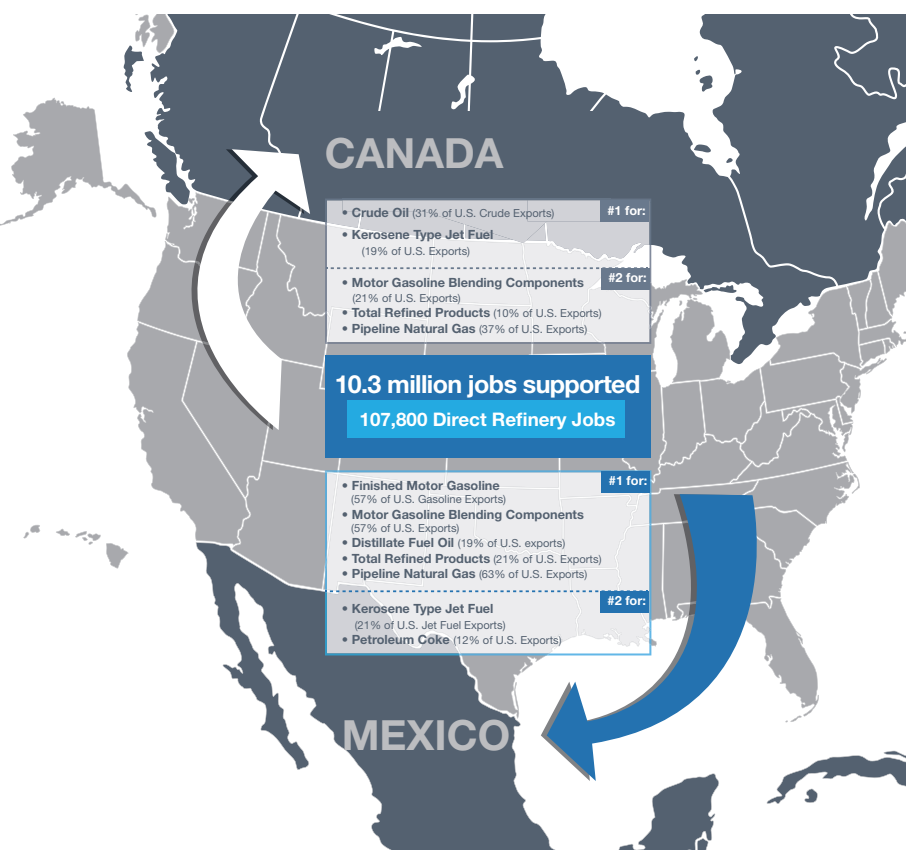 CANADA
• Crude Oil (31% of U.S. Crude Exports)
#1 for:
• Kerosene Type Jet Fuel
(19% of U.S. Exports)
#2 for:
• Motor Gasoline Blending Components
(21% of U.S. Exports)
• Total Refined Products (10% of U.S. Exports)
• Pipeline Natural Gas (37% of U.S. Exports)
10.3 million jobs supported
107,800 Direct Refinery Jobs
#1 for:
• Finished Motor Gasoline
(57% of U.S. Gasoline Exports)
• Motor Gasoline Blending Components
(57% of U.S. Exports)
• Distillate Fuel Oil (19% of U.S. exports)
• Total Refined Products (21% of U.S. Exports)
• Pipeline Natural Gas (63% of U.S. Exports)
#2 for:
• Kerosene Type Jet Fuel
(21% of U.S. Jet Fuel Exports)
• Petroleum Coke (12% of U.S. Exports)
MEXICO